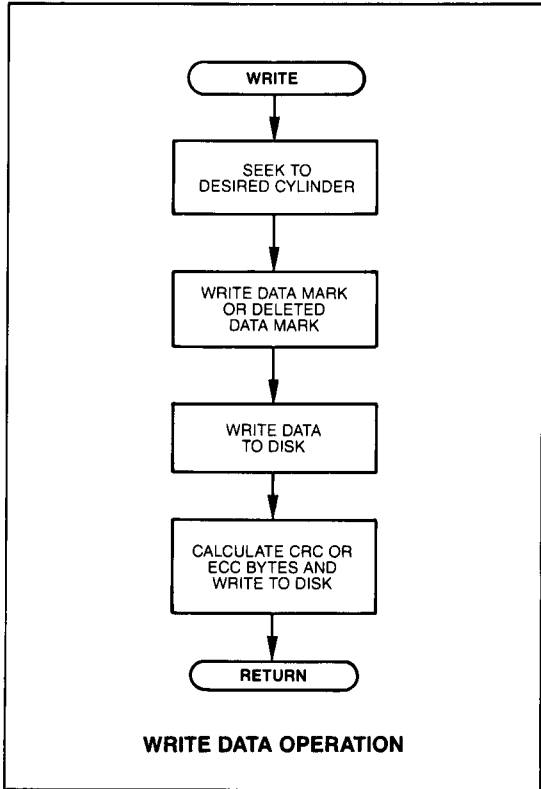 WRITE
SEEK TO
DESIRED CYLINDER
WRITE DATA MARK
OR DELETED
DATA MARK
WRITE DATA
TO DISK
CALCULATE CRC OR
ECC BYTES AND
WRITE TO DISK
RETURN
WRITE DATA OPERATION